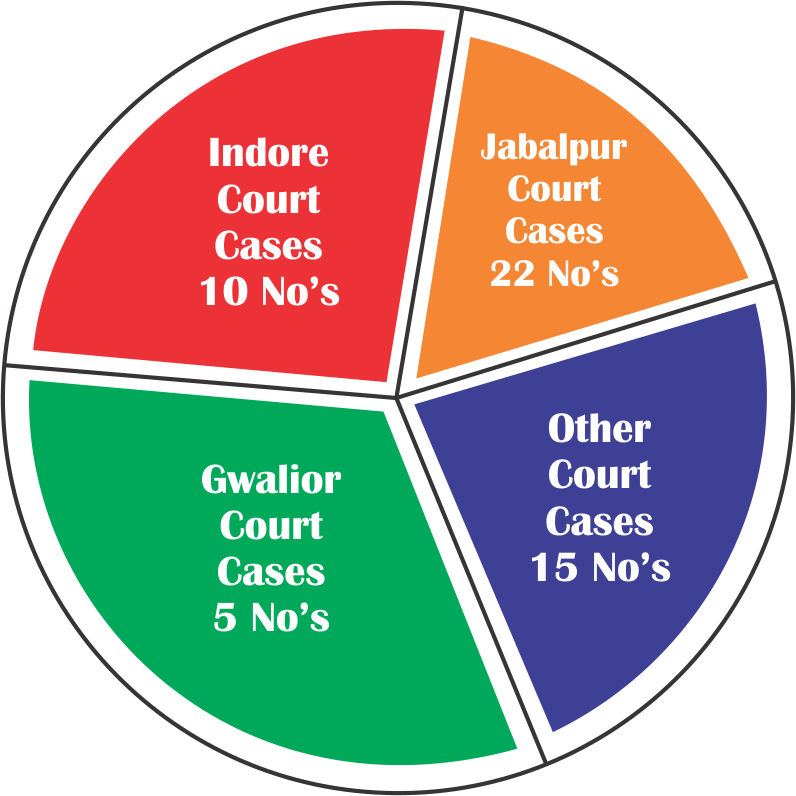 Indore
Court
Cases
10 No’s
Jabalpur
Court
Cases
22 No’s
Gwalior
Court
Cases
5 No’s
Other
Court
Cases
15 No’s